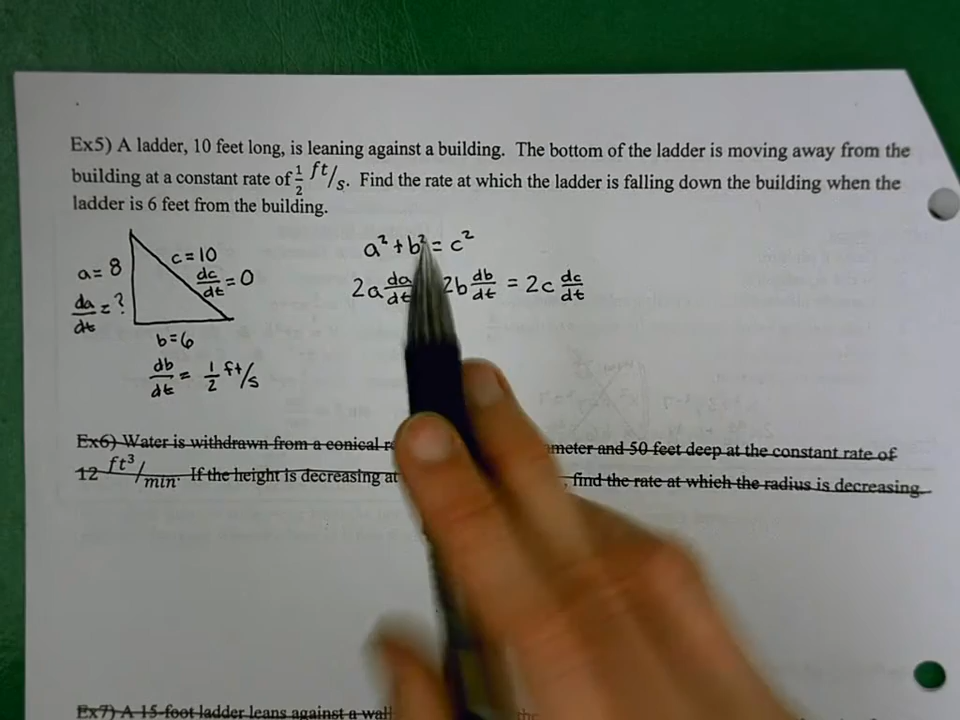 Ex5) A ladder, 10 feet long, is leaning against a building. The bottom of the ladder is moving away from the
building at a constant rate of 1/2 ft/s. Find the rate at which the ladder is falling down the building when the
ladder is 6 feet from the building.
a² + b² = c²
a = 8
c = 10
dc/dt = 0
da/dt = ?
b = 6
db/dt = 1/2 ft/s
2a da/dt 2b db/dt = 2c dc/dt
Ex6) Water is withdrawn from a conical meter and 50 feet deep at the constant rate of
12 ft³/min. If the height is decreasing at , find the rate at which the radius is decreasing.
Ex7) A 15-foot ladder leans against a wall the